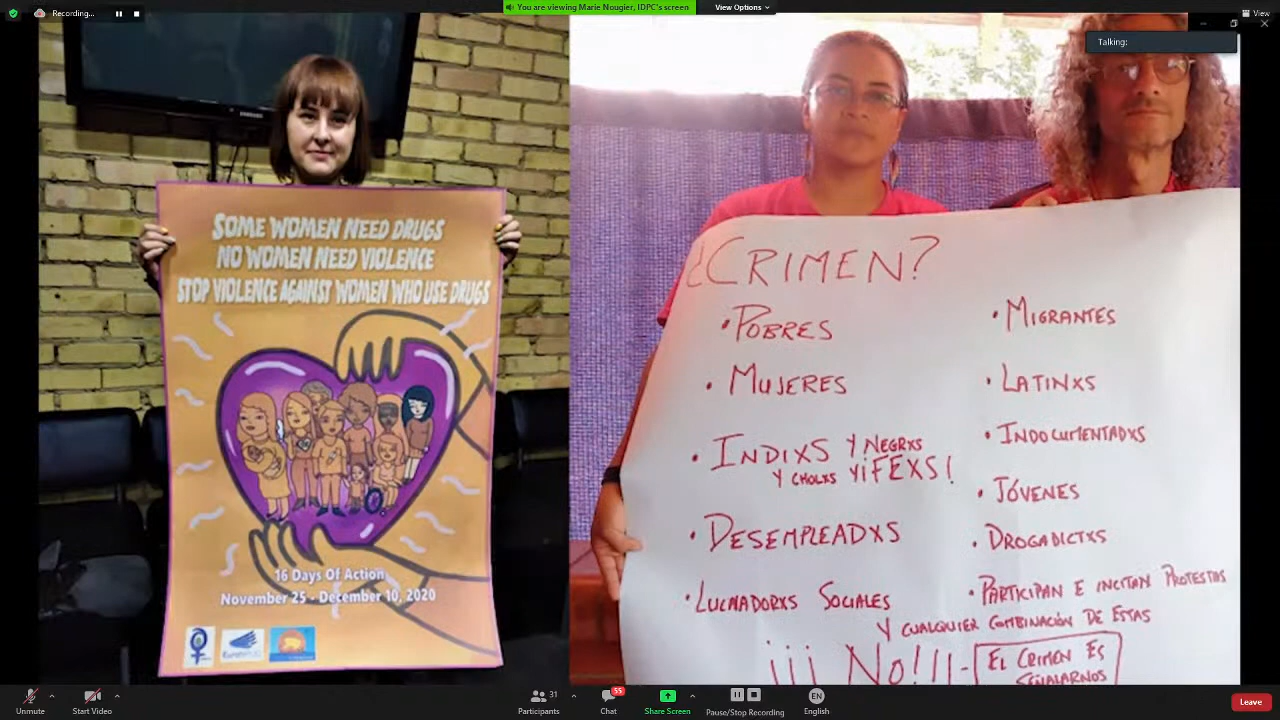 Recording...
You are viewing Marie Nougier, IDPC's screen
View Options
View
Talking:
SAMSUNG
SOME WOMEN NEED DRUGS
NO WOMEN NEED VIOLENCE
STOP VIOLENCE AGAINST WOMEN WHO USE DRUGS
16 Days Of Action
November 25 - December 10, 2020
¿CRIMEN?
• POBRES
• MUJERES
• INDIXS Y NEGRXS
Y CHOLXS Y ¡FEXS!
• DESEMPLEADXS
• LUCHADORXS SOCIALES
• MIGRANTES
• LATINXS
• INDOCUMENTADXS
• JÓVENES
• DROGADICTXS
• PARTICIPAN E INCITAN PROTESTAS
Y CUALQUIER COMBINACIÓN DE ESTAS
¡¡¡ NO!!! - EL CRIMEN ES
SEÑALARNOS
Unmute
Start Video
31
Participants
55
Chat
Share Screen
Pause/Stop Recording
EN
English
Leave